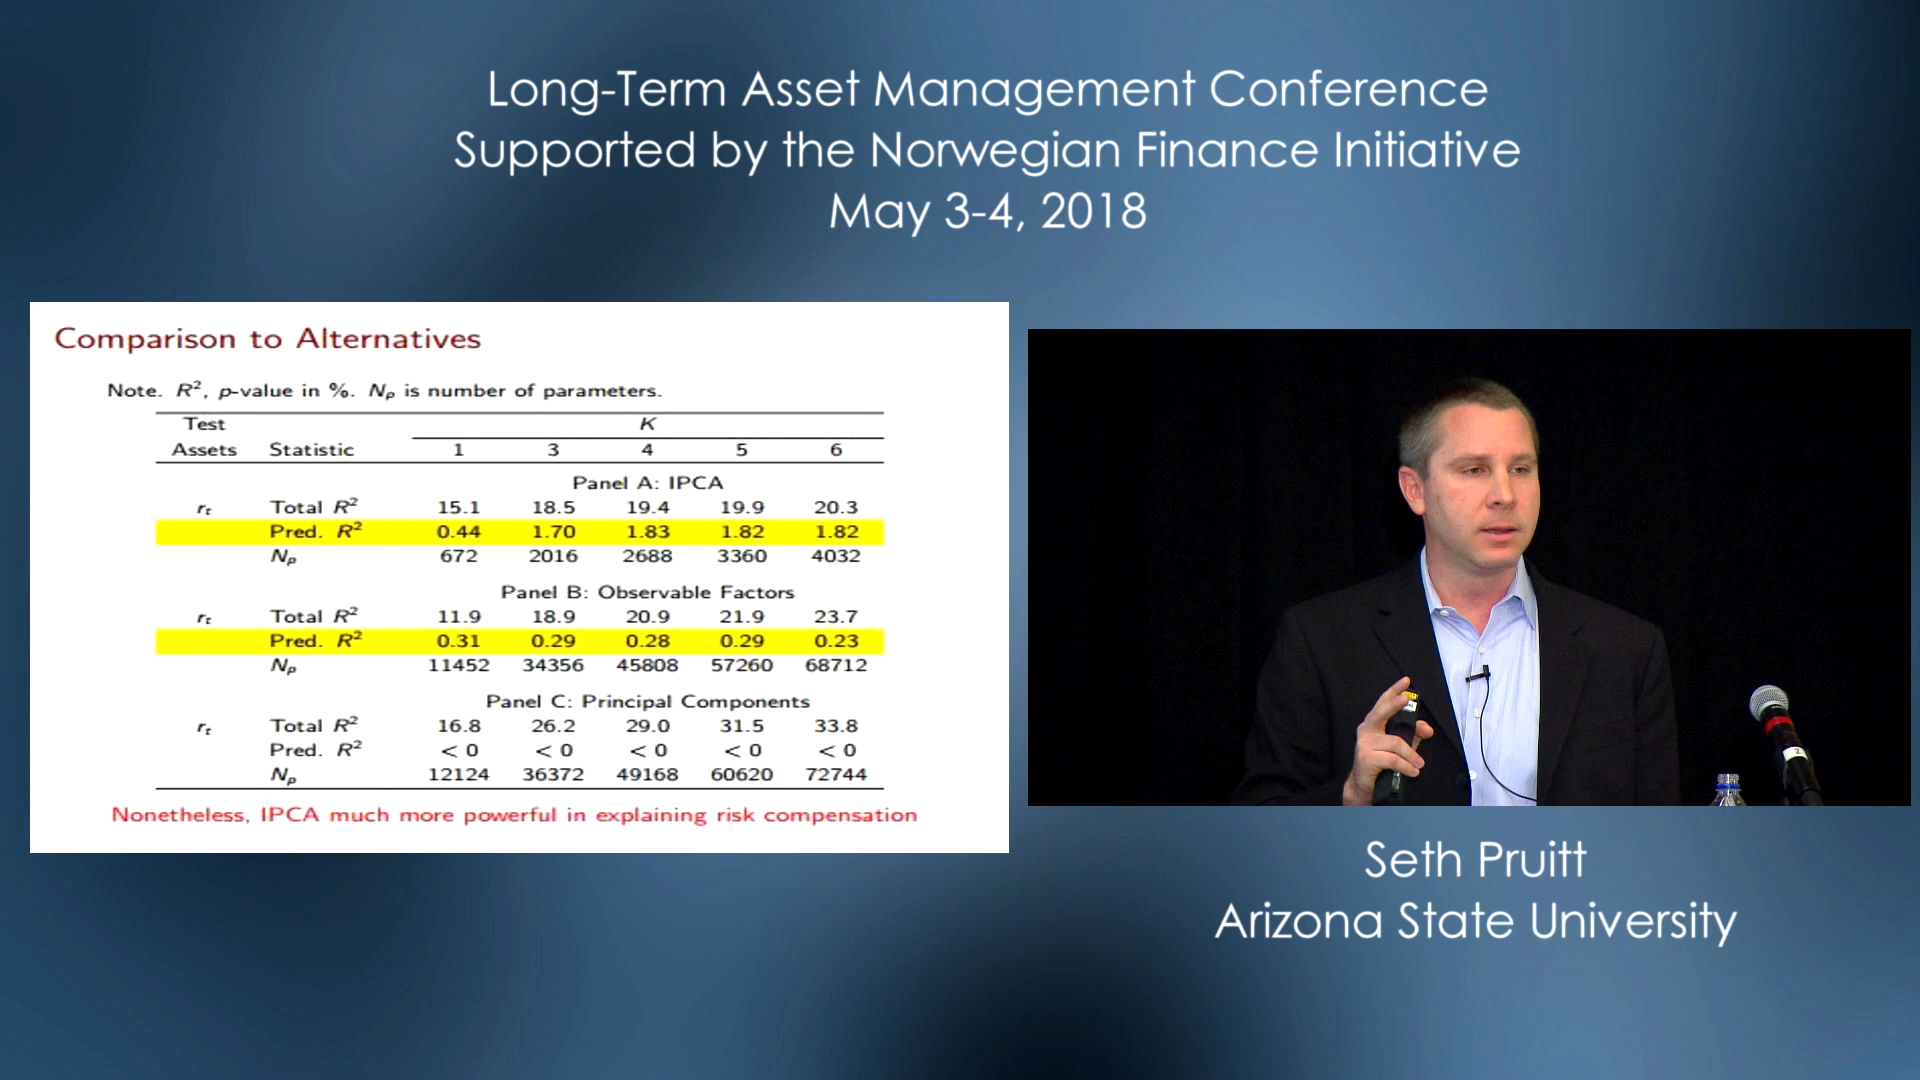 Long-Term Asset Management Conference
Supported by the Norwegian Finance Initiative
May 3-4, 2018
Comparison to Alternatives
Note. R², p-value in %. Nₚ is number of parameters.
Test K
Assets Statistic 1 3 4 5 6
Panel A: IPCA
rₜ Total R² 15.1 18.5 19.4 19.9 20.3
Pred. R² 0.44 1.70 1.83 1.82 1.82
Nₚ 672 2016 2688 3360 4032
Panel B: Observable Factors
rₜ Total R² 11.9 18.9 20.9 21.9 23.7
Pred. R² 0.31 0.29 0.28 0.29 0.23
Nₚ 11452 34356 45808 57260 68712
Panel C: Principal Components
rₜ Total R² 16.8 26.2 29.0 31.5 33.8
Pred. R² < 0 < 0 < 0 < 0 < 0
Nₚ 12124 36372 49168 60620 72744
Nonetheless, IPCA much more powerful in explaining risk compensation
2
Seth Pruitt
Arizona State University